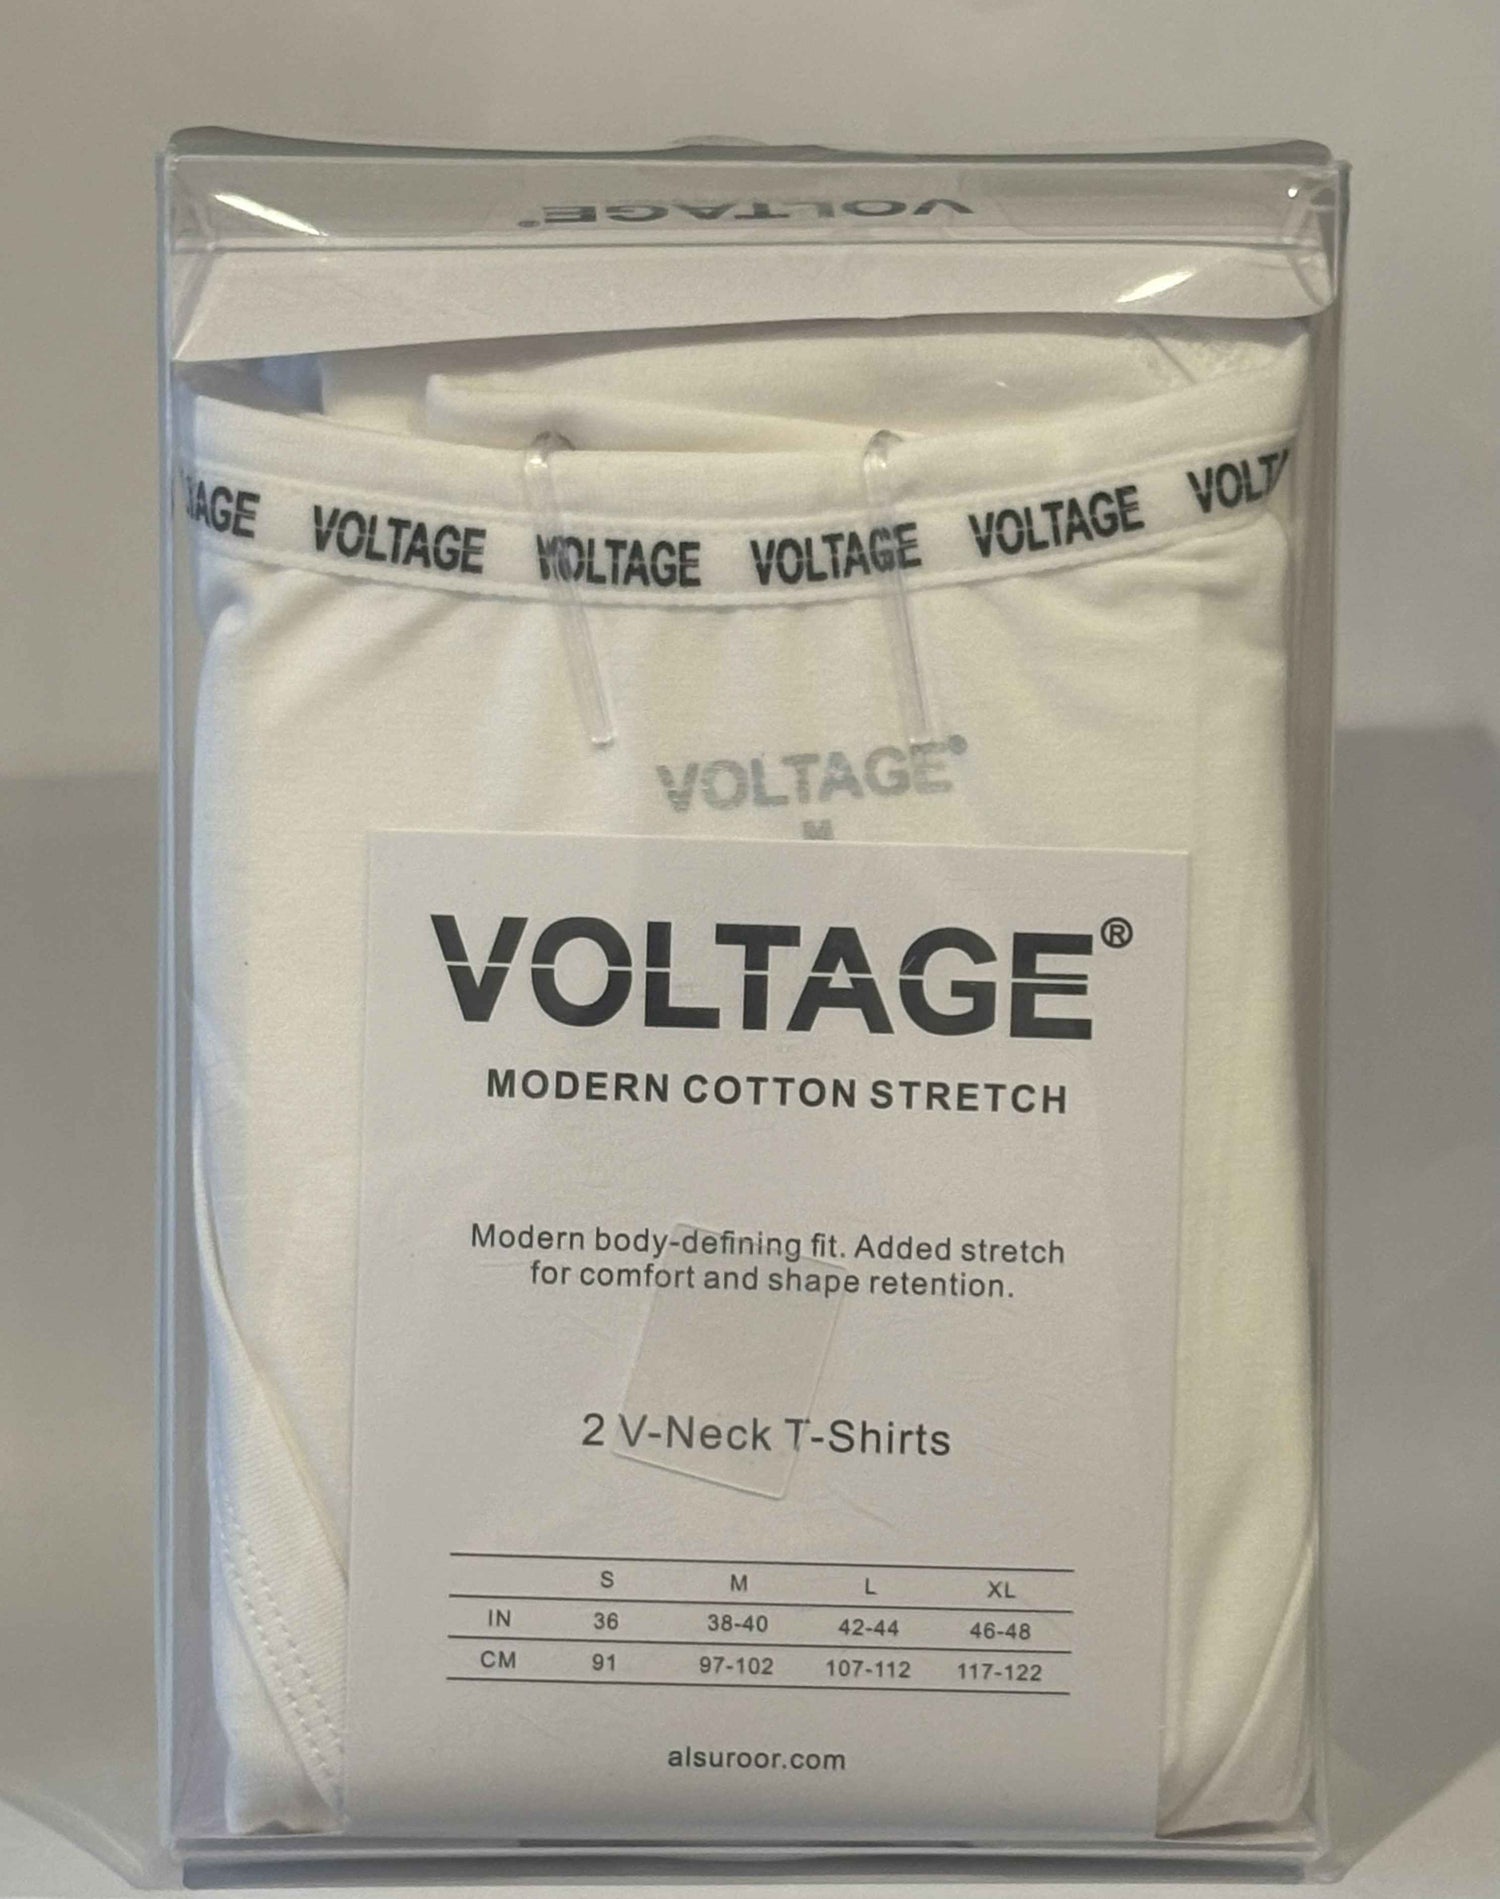 VOLTAGE®
TAGE VOLTAGE VOLTAGE VOLTAGE VOLTAGE VOLTA
VOLTAGE®
M
VOLTAGE®
MODERN COTTON STRETCH
Modern body-defining fit. Added stretch
for comfort and shape retention.
2 V-Neck T-Shirts
S M L XL
IN 36 38-40 42-44 46-48
CM 91 97-102 107-112 117-122
alsuroor.com